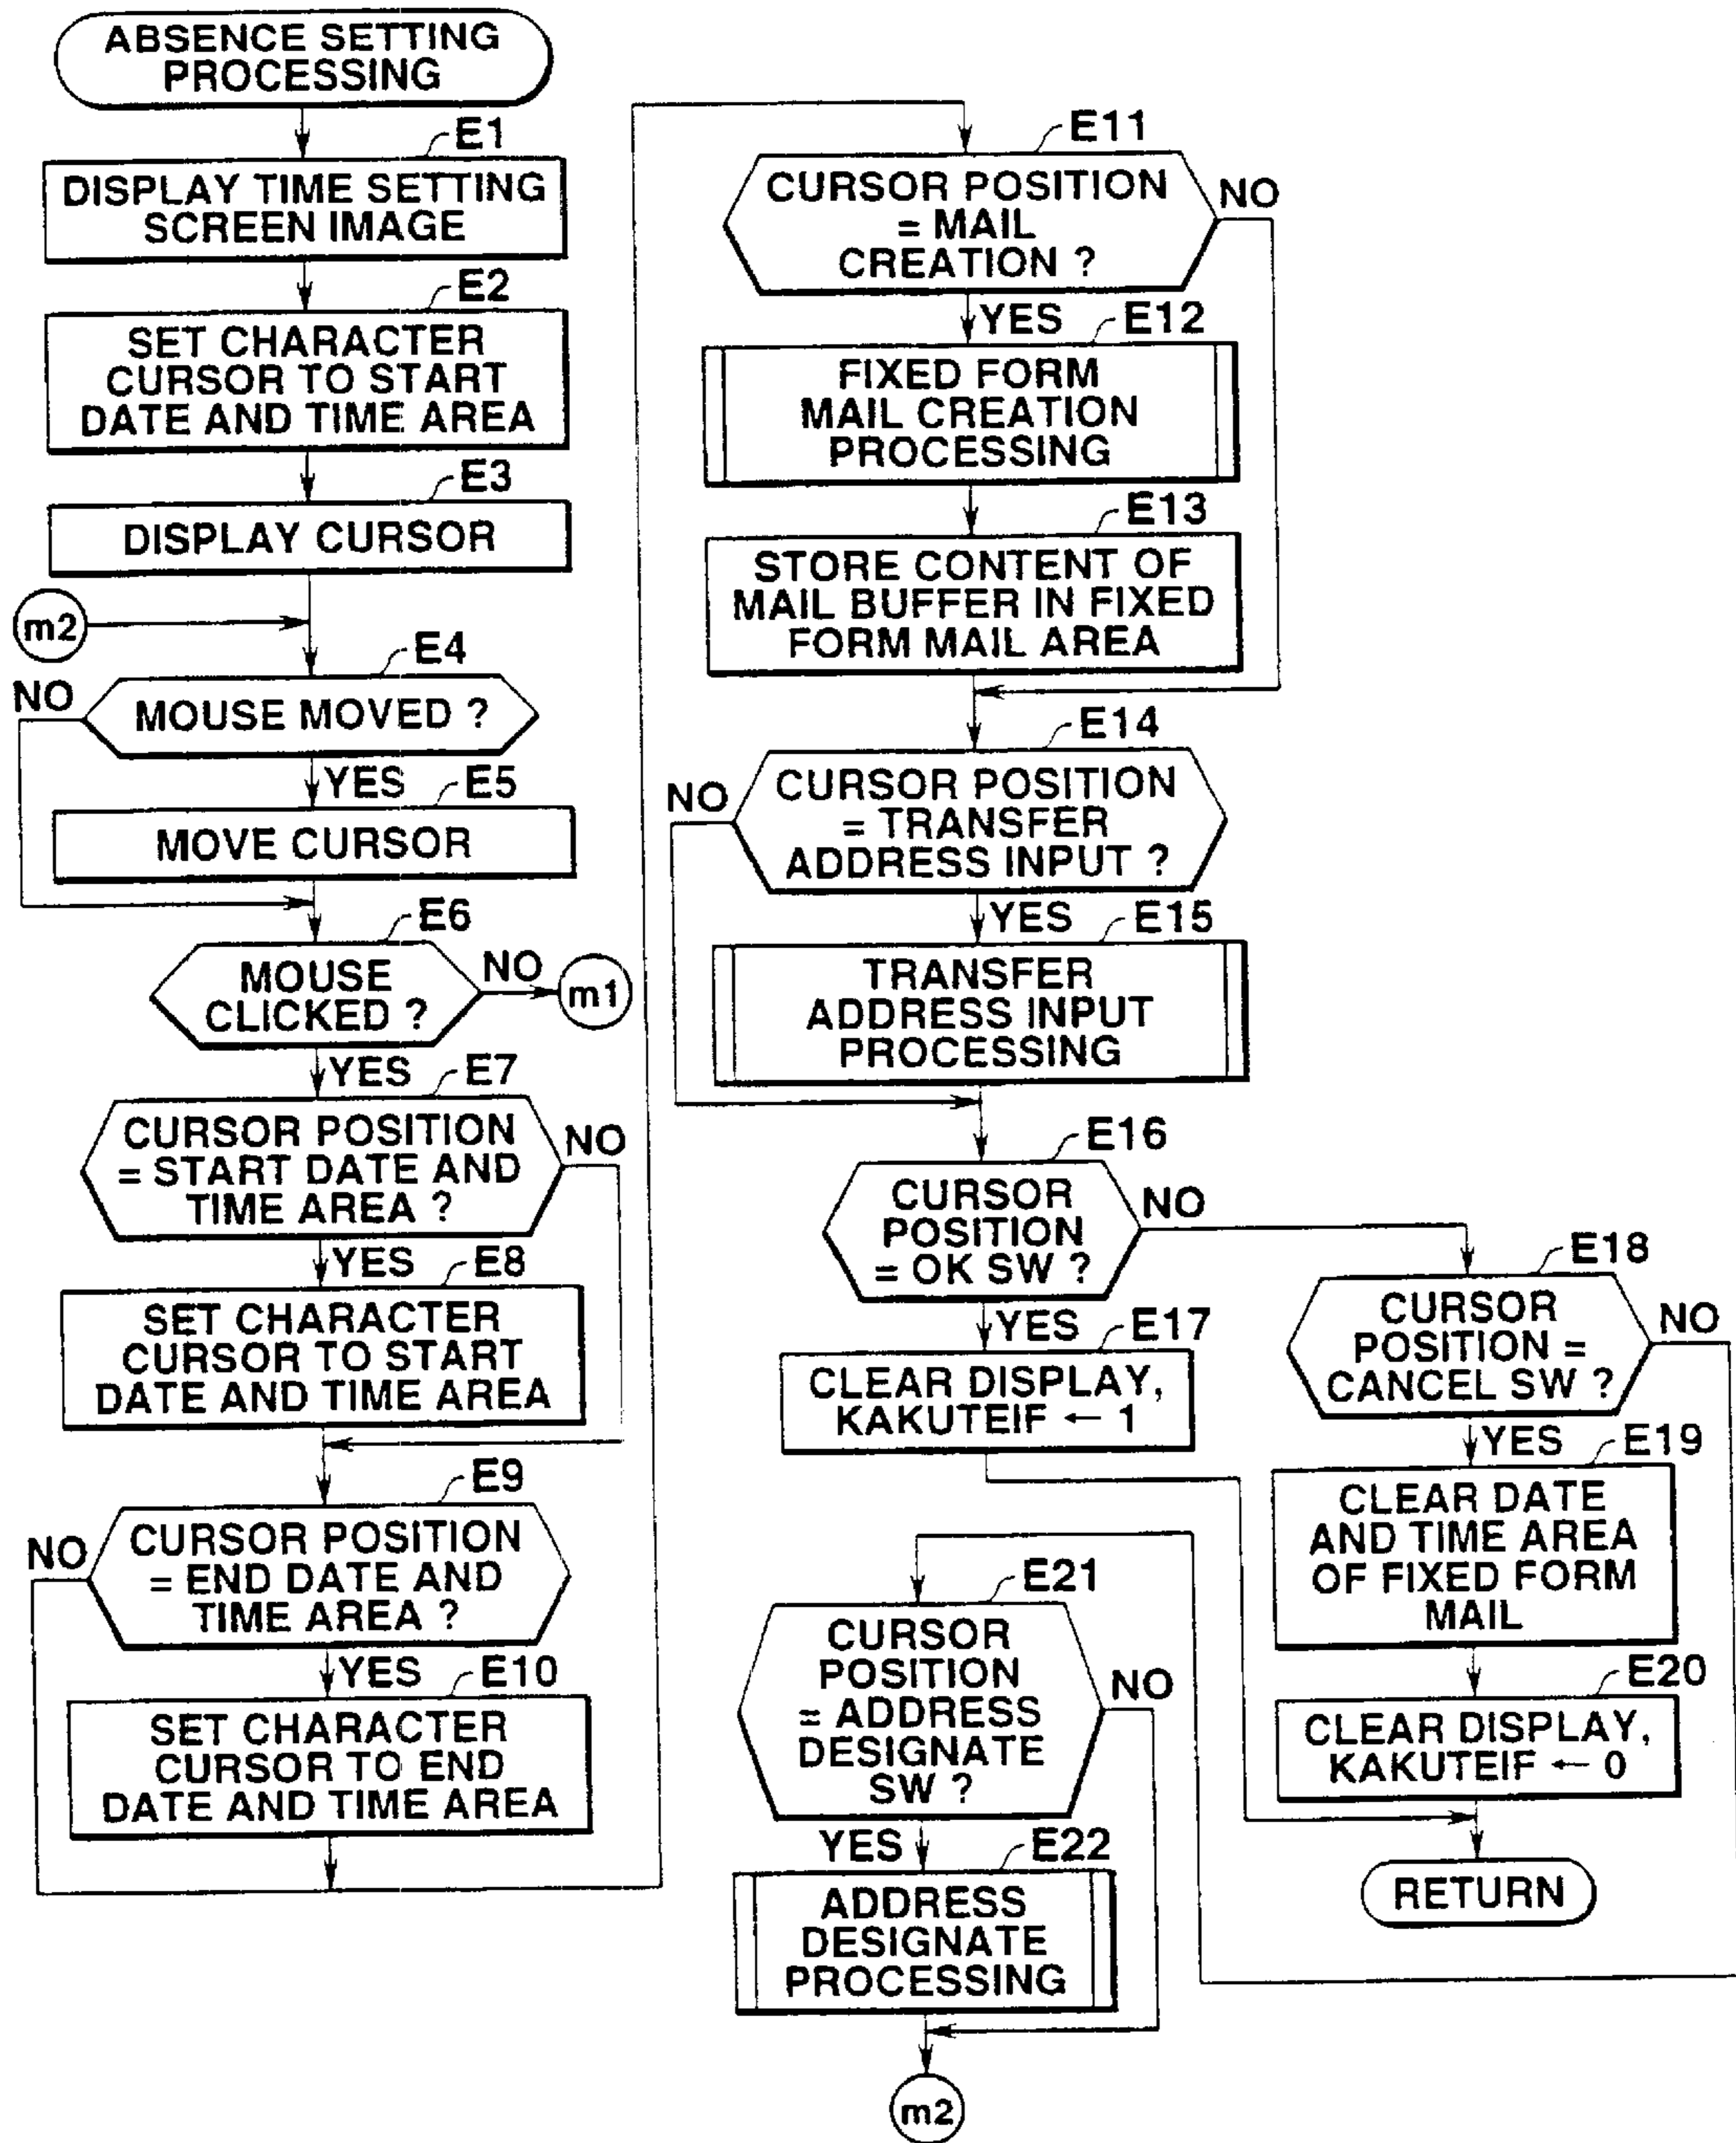 ABSENCE SETTING
PROCESSING
E1
DISPLAY TIME SETTING
SCREEN IMAGE
E2
SET CHARACTER
CURSOR TO START
DATE AND TIME AREA
E3
DISPLAY CURSOR
m2
E4
NO
MOUSE MOVED ?
YES
E5
MOVE CURSOR
E6
MOUSE
CLICKED ?
NO
m1
YES
E7
CURSOR POSITION
= START DATE AND
TIME AREA ?
NO
YES
E8
SET CHARACTER
CURSOR TO START
DATE AND TIME AREA
E9
NO
CURSOR POSITION
= END DATE AND
TIME AREA ?
YES
E10
SET CHARACTER
CURSOR TO END
DATE AND TIME AREA
E11
CURSOR POSITION
= MAIL
CREATION ?
NO
YES
E12
FIXED FORM
MAIL CREATION
PROCESSING
E13
STORE CONTENT OF
MAIL BUFFER IN FIXED
FORM MAIL AREA
E14
NO
CURSOR POSITION
= TRANSFER
ADDRESS INPUT ?
YES
E15
TRANSFER
ADDRESS INPUT
PROCESSING
E16
CURSOR
POSITION
= OK SW ?
NO
YES
E17
CLEAR DISPLAY,
KAKUTEIF ← 1
E18
CURSOR
POSITION =
CANCEL SW ?
NO
YES
E19
CLEAR DATE
AND TIME AREA
OF FIXED FORM
MAIL
E20
CLEAR DISPLAY,
KAKUTEIF ← 0
RETURN
E21
CURSOR
POSITION
= ADDRESS
DESIGNATE
SW ?
NO
YES
E22
ADDRESS
DESIGNATE
PROCESSING
m2